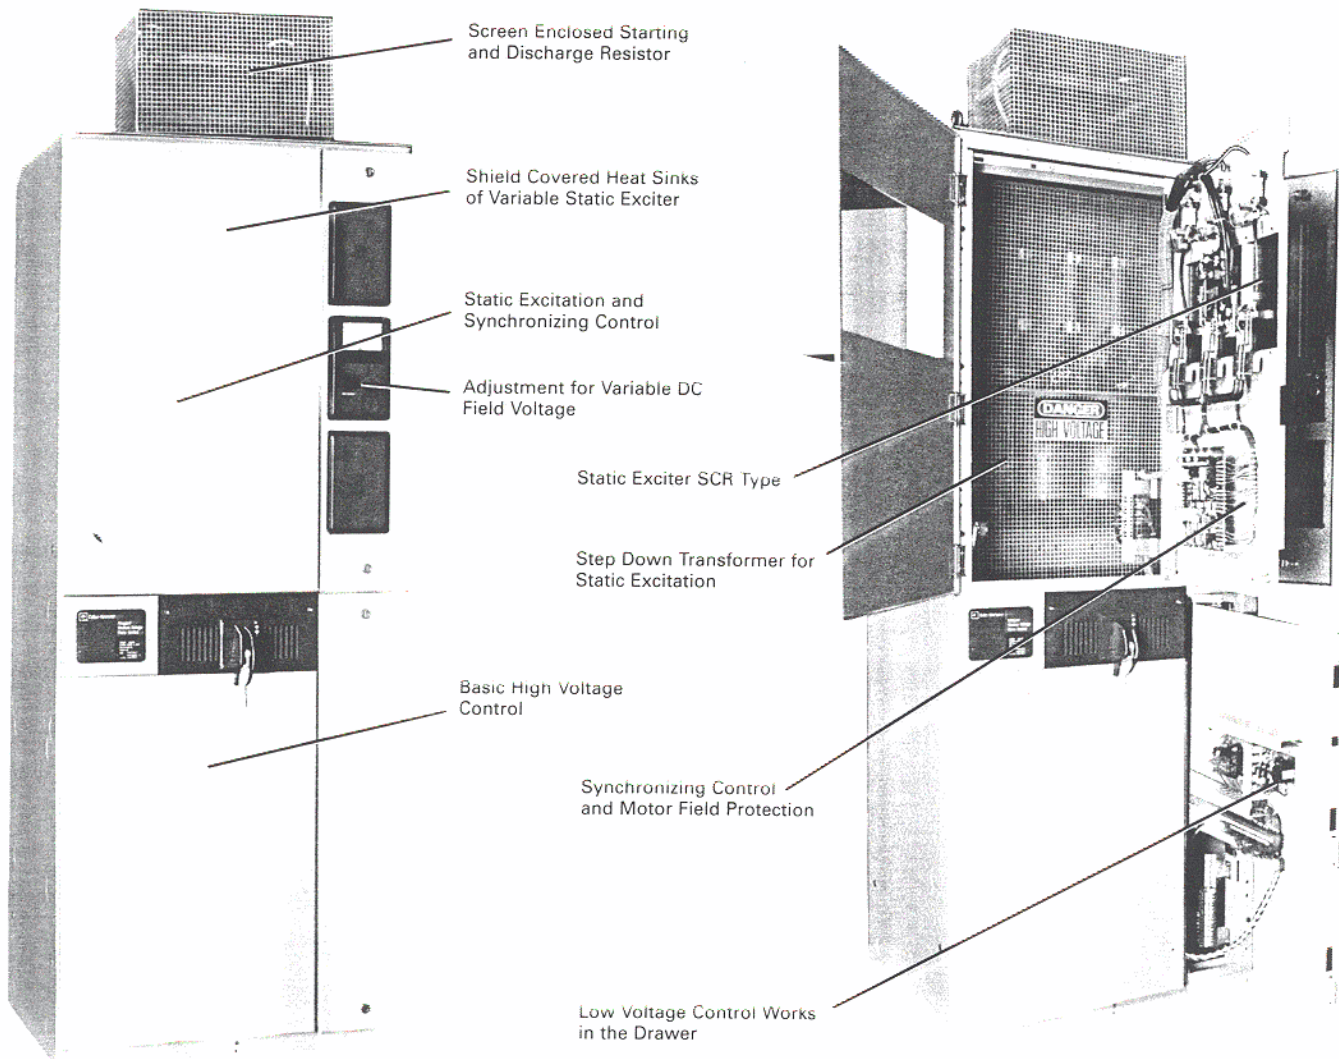 Screen Enclosed Starting
and Discharge Resistor
Shield Covered Heat Sinks
of Variable Static Exciter
Static Excitation and
Synchronizing Control
Adjustment for Variable DC
Field Voltage
Static Exciter SCR Type
DANGER
HIGH VOLTAGE
Step Down Transformer for
Static Excitation
Basic High Voltage
Control
Synchronizing Control
and Motor Field Protection
Low Voltage Control Works
in the Drawer